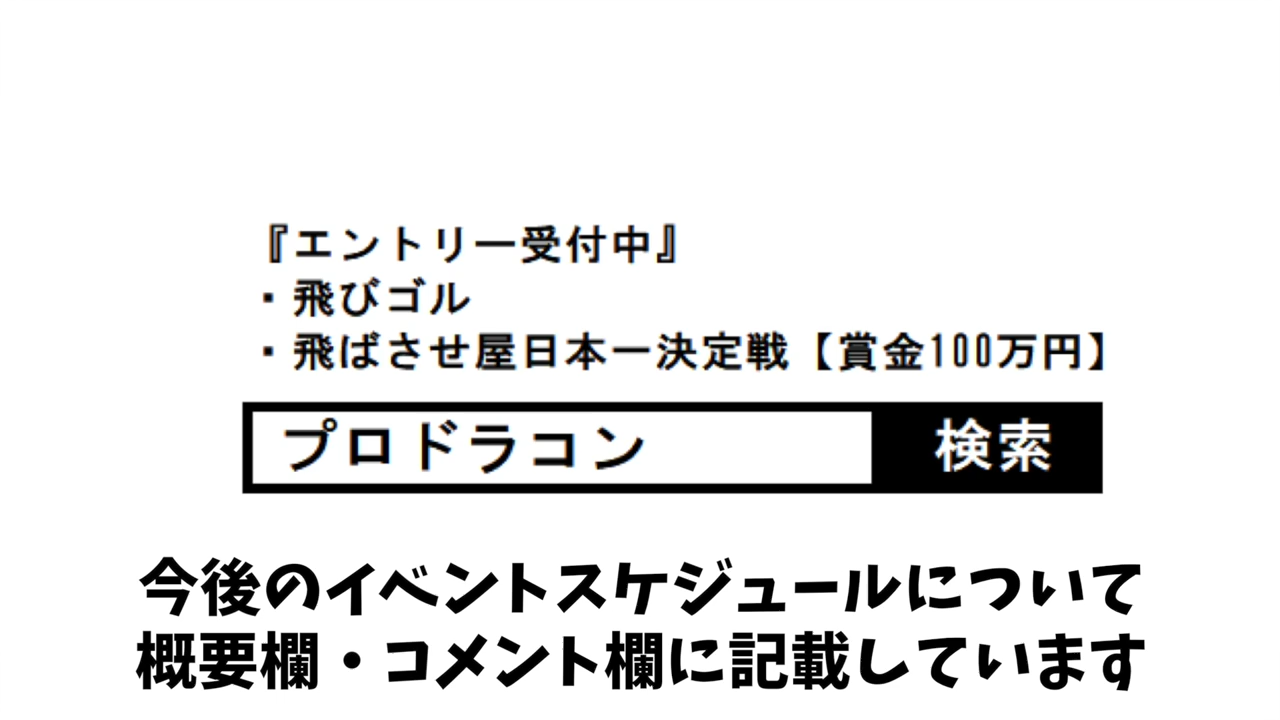 『エントリー受付中』
・飛びゴル
・飛ばさせ屋日本一決定戦【賞金100万円】
プロドラコン 検索
今後のイベントスケジュールについて
概要欄・コメント欄に記載しています